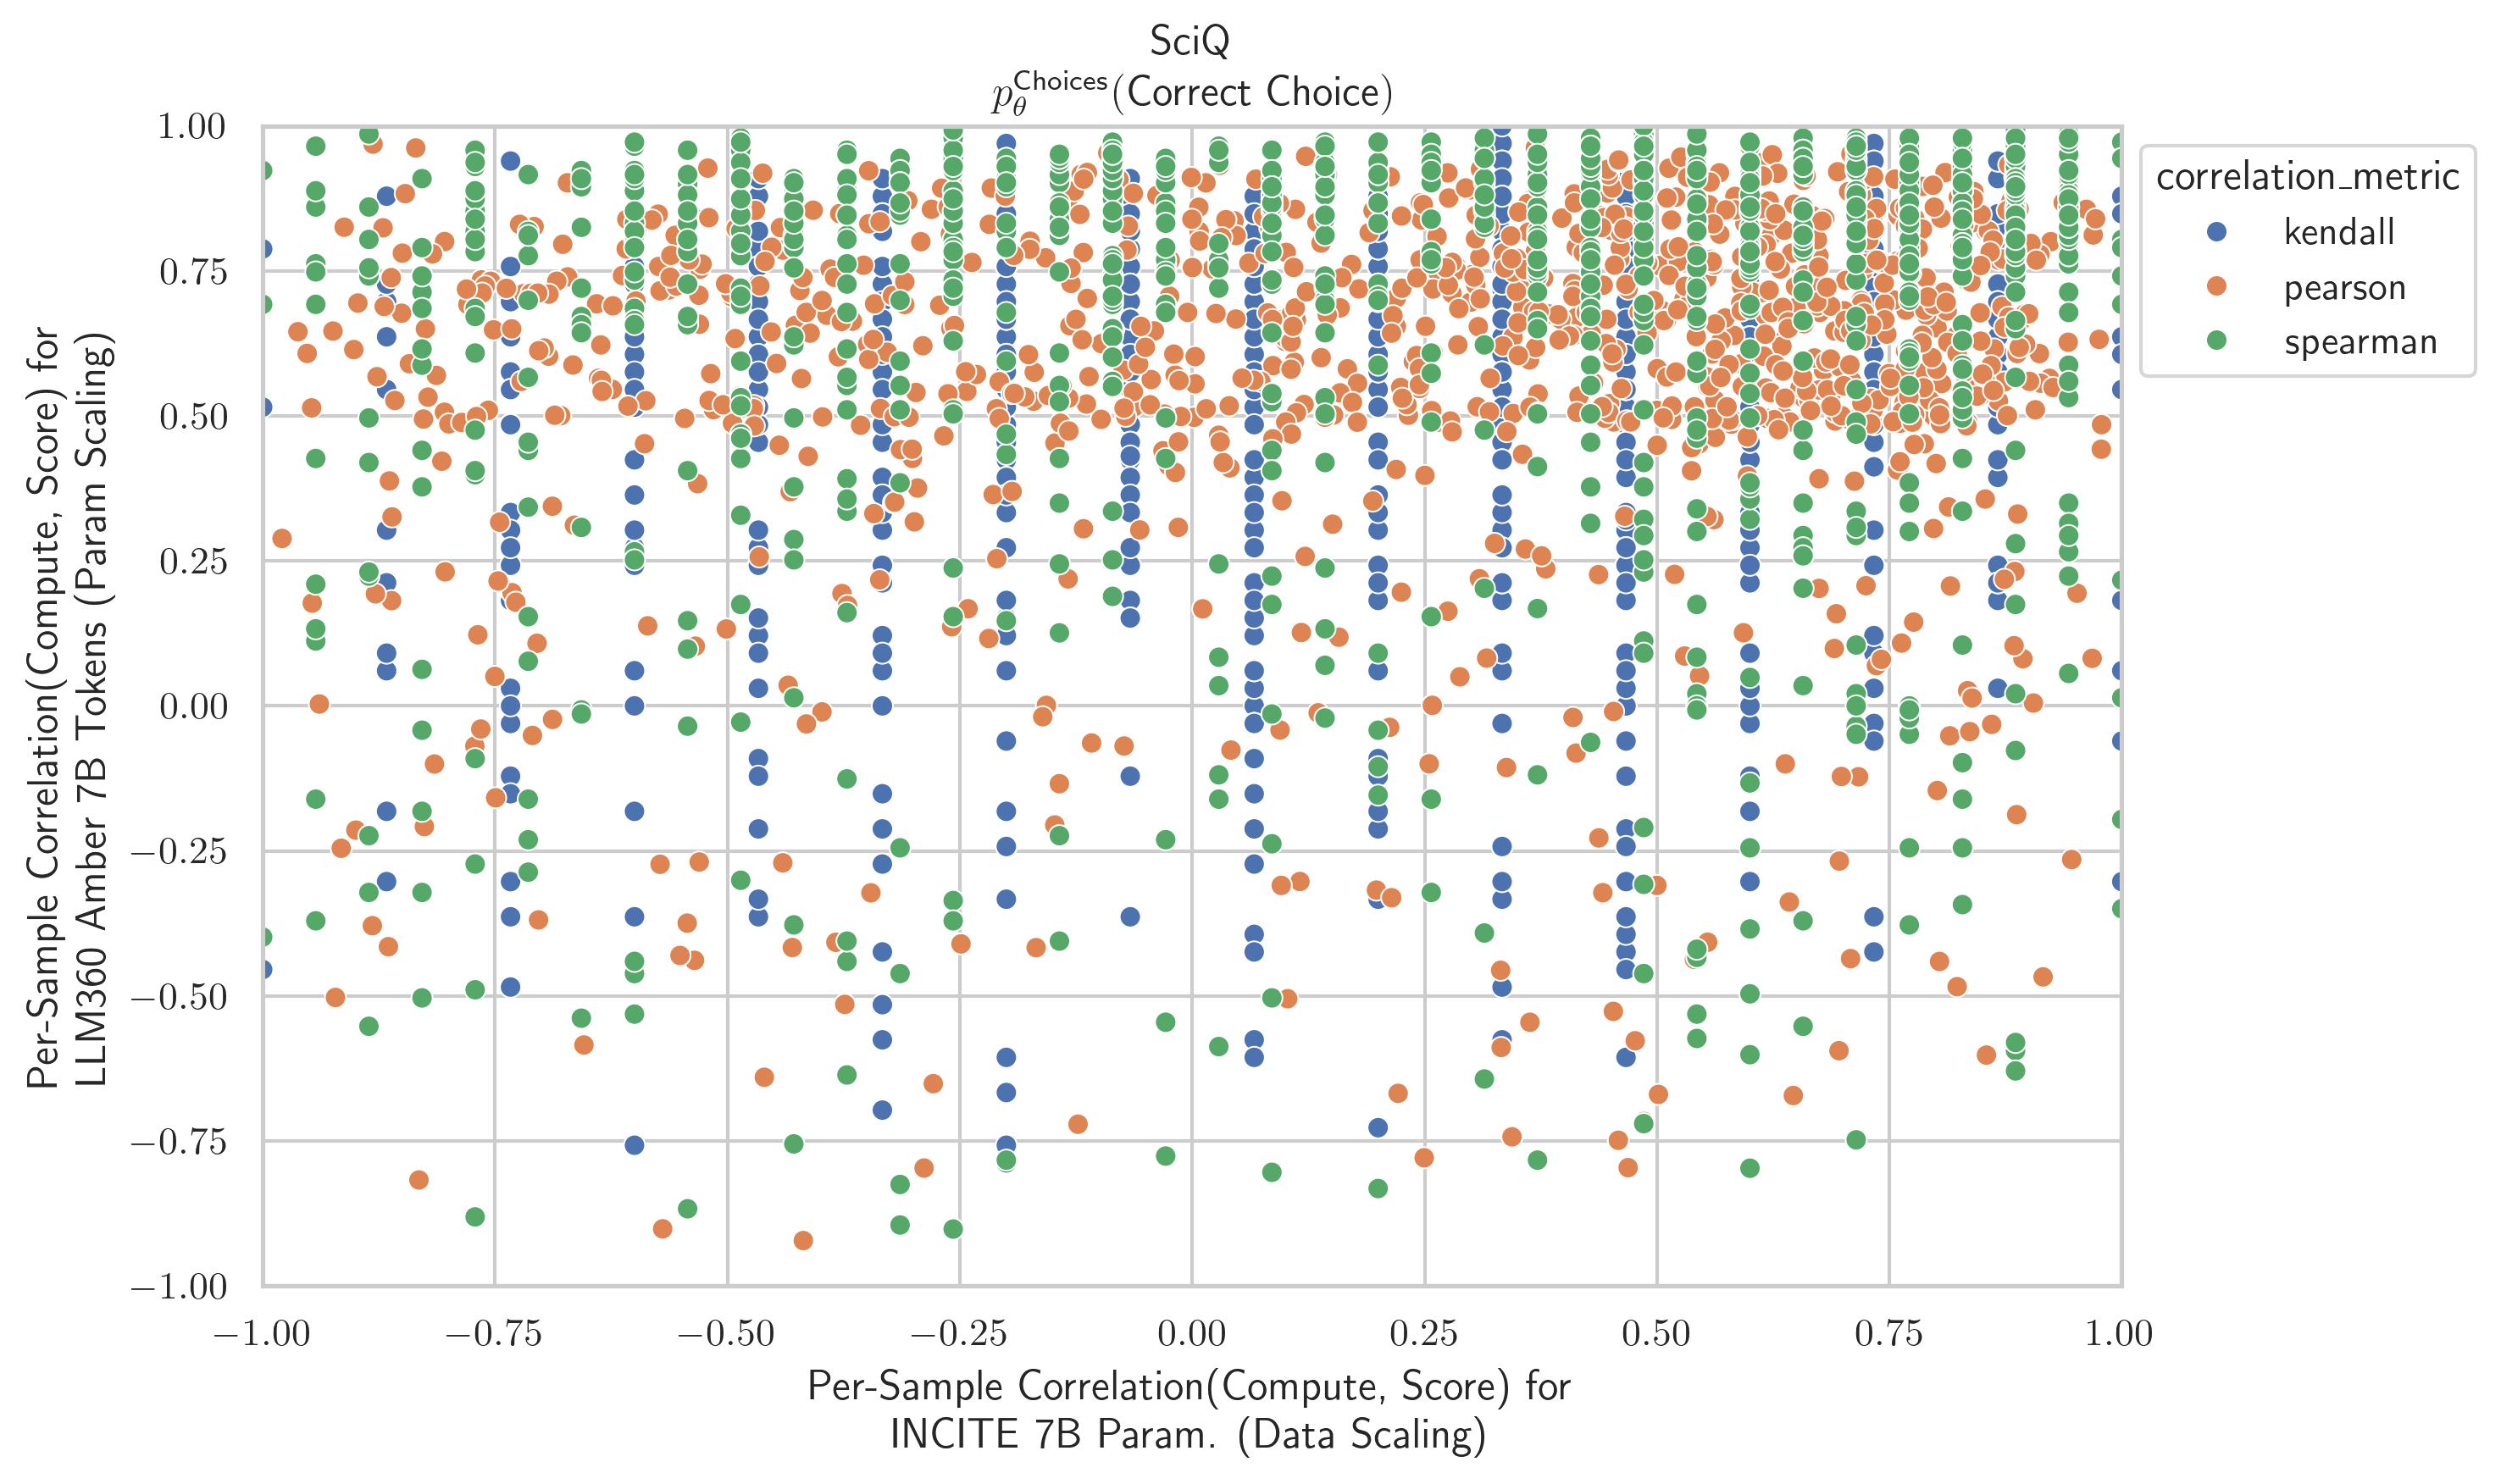 SciQ
p_θ^Choices(Correct Choice)
1.00
0.75
0.50
0.25
0.00
−0.25
−0.50
−0.75
−1.00
Per-Sample Correlation(Compute, Score) for
LLM360 Amber 7B Tokens (Param Scaling)
−1.00 −0.75 −0.50 −0.25 0.00 0.25 0.50 0.75 1.00
Per-Sample Correlation(Compute, Score) for
INCITE 7B Param. (Data Scaling)
correlation_metric
kendall
pearson
spearman